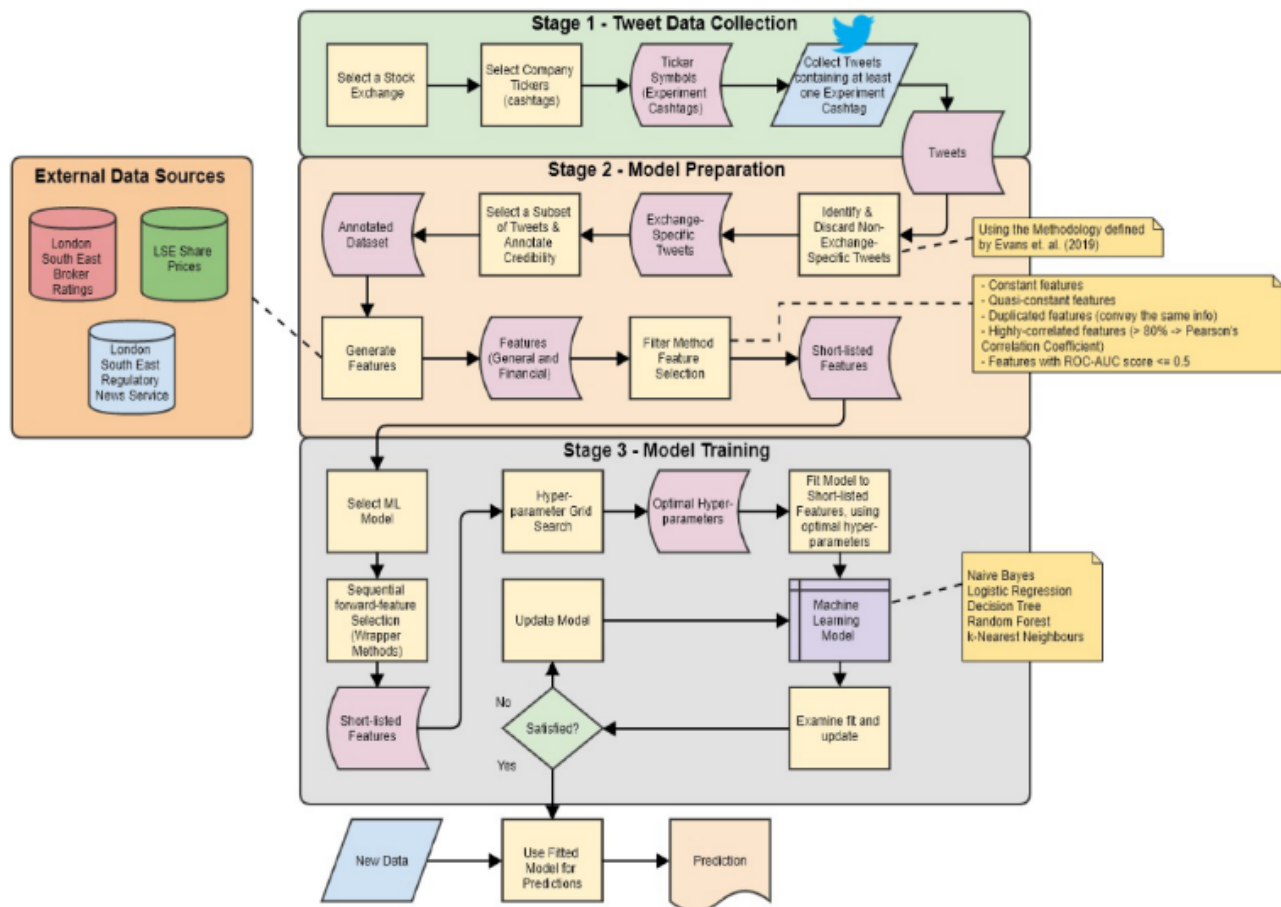 Stage 1 - Tweet Data Collection
Select a Stock
Exchange
Select Company
Tickers
(cashtags)
Ticker
Symbols
(Experiment
Cashtags)
Collect Tweets
containing at least
one Experiment
Cashtag
Tweets
External Data Sources
London
South East
Broker
Ratings
LSE Share
Prices
London
South East
Regulatory
News Service
Stage 2 - Model Preparation
Annotated
Dataset
Select a Subset
of Tweets &
Annotate
Credibility
Exchange-
Specific
Tweets
Identify &
Discard Non-
Exchange-
Specific Tweets
Using the Methodology defined
by Evans et. al. (2019)
Generate
Features
Features
(General and
Financial)
Filter Method
Feature
Selection
Short-listed
Features
- Constant features
- Quasi-constant features
- Duplicated features (convey the same info)
- Highly-correlated features (> 80% -> Pearson's
Correlation Coefficient)
- Features with ROC-AUC score <= 0.5
Stage 3 - Model Training
Select ML
Model
Hyper-
parameter Grid
Search
Optimal Hyper-
parameters
Fit Model to
Short-listed
Features, using
optimal hyper-
parameters
Sequential
forward-feature
Selection
(Wrapper
Methods)
Update Model
Machine
Learning
Model
Naive Bayes
Logistic Regression
Decision Tree
Random Forest
k-Nearest Neighbours
Short-listed
Features
No
Satisfied?
Yes
Examine fit and
update
New Data
Use Fitted
Model for
Predictions
Prediction